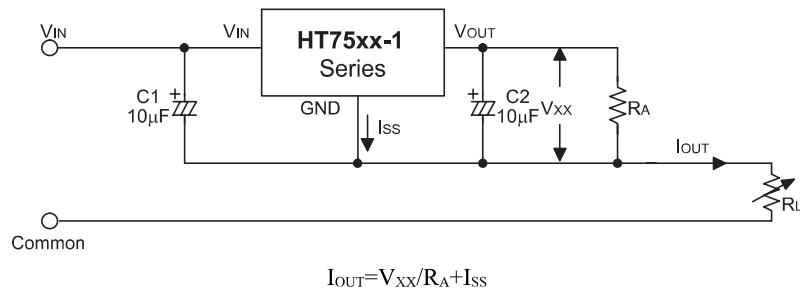 VIN
VIN
HT75xx-1
Series
VOUT
GND
ISS
C1
10μF
C2
10μF
VXX
RA
IOUT
RL
Common
IOUT=VXX/RA+ISS